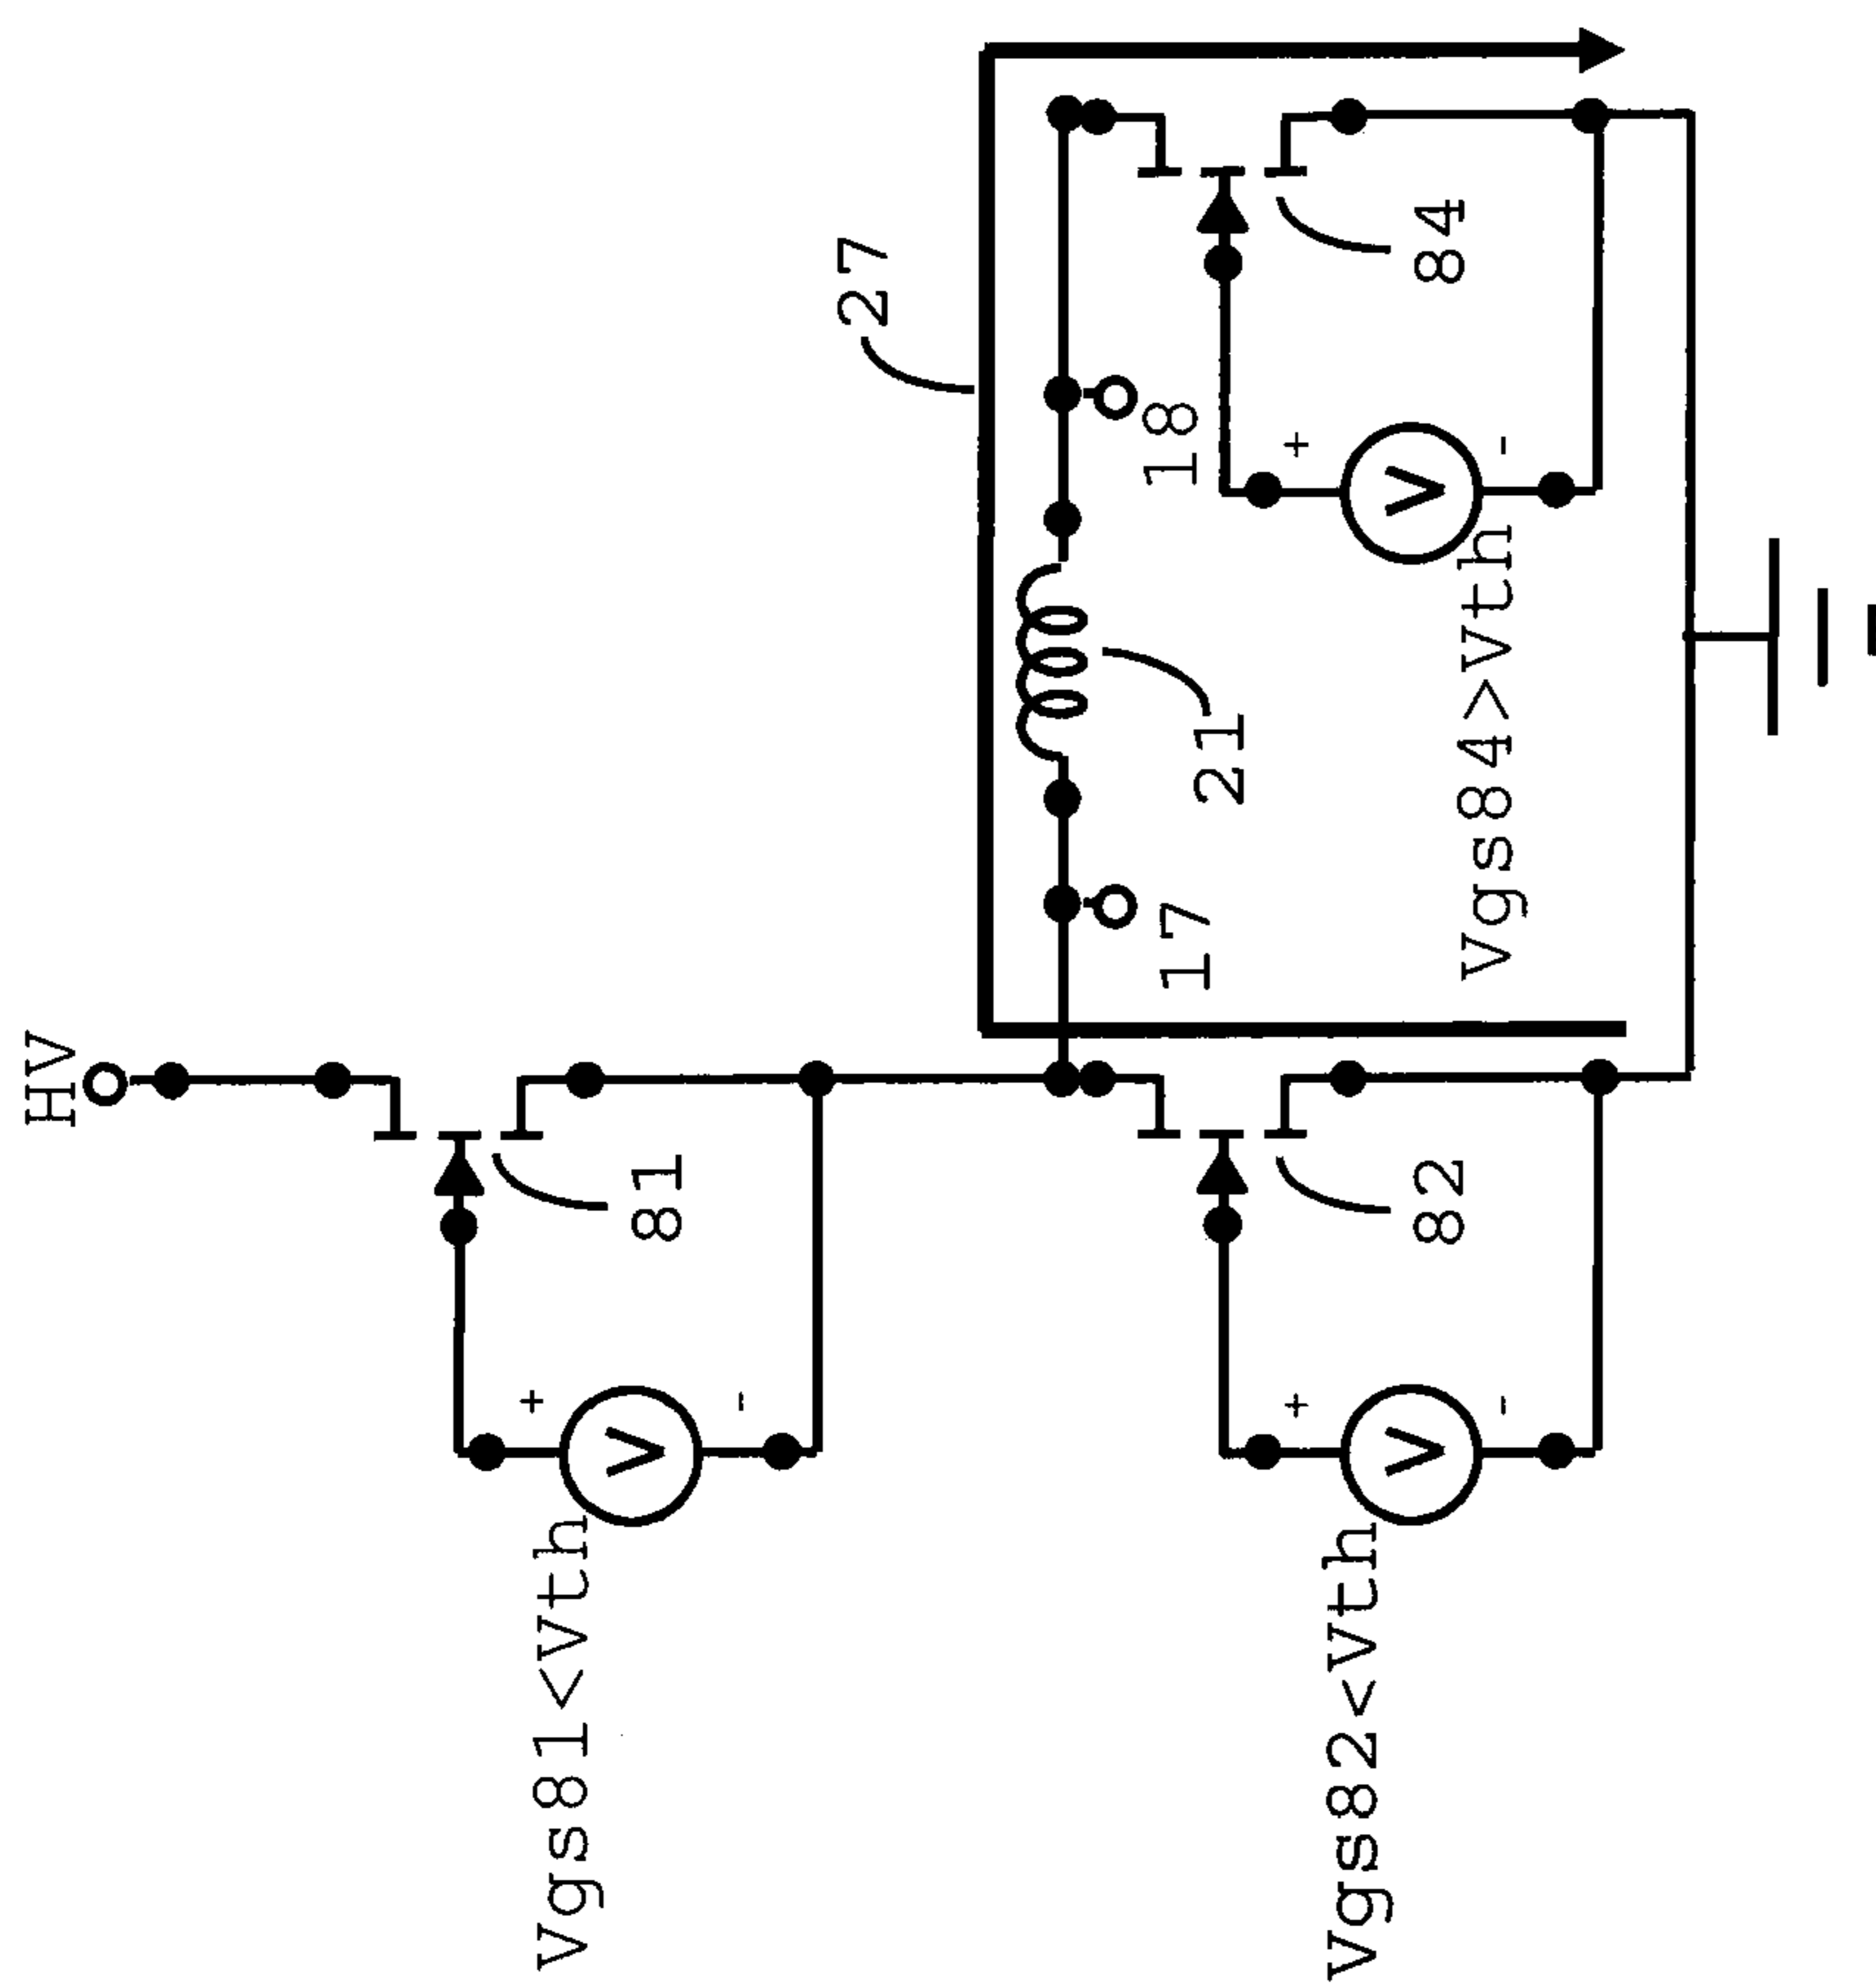 HV
27
18
84
+
V
-
Vgs84>Vth
21
17
81
+
V
-
Vgs81<Vth
82
+
V
-
Vgs82<Vth